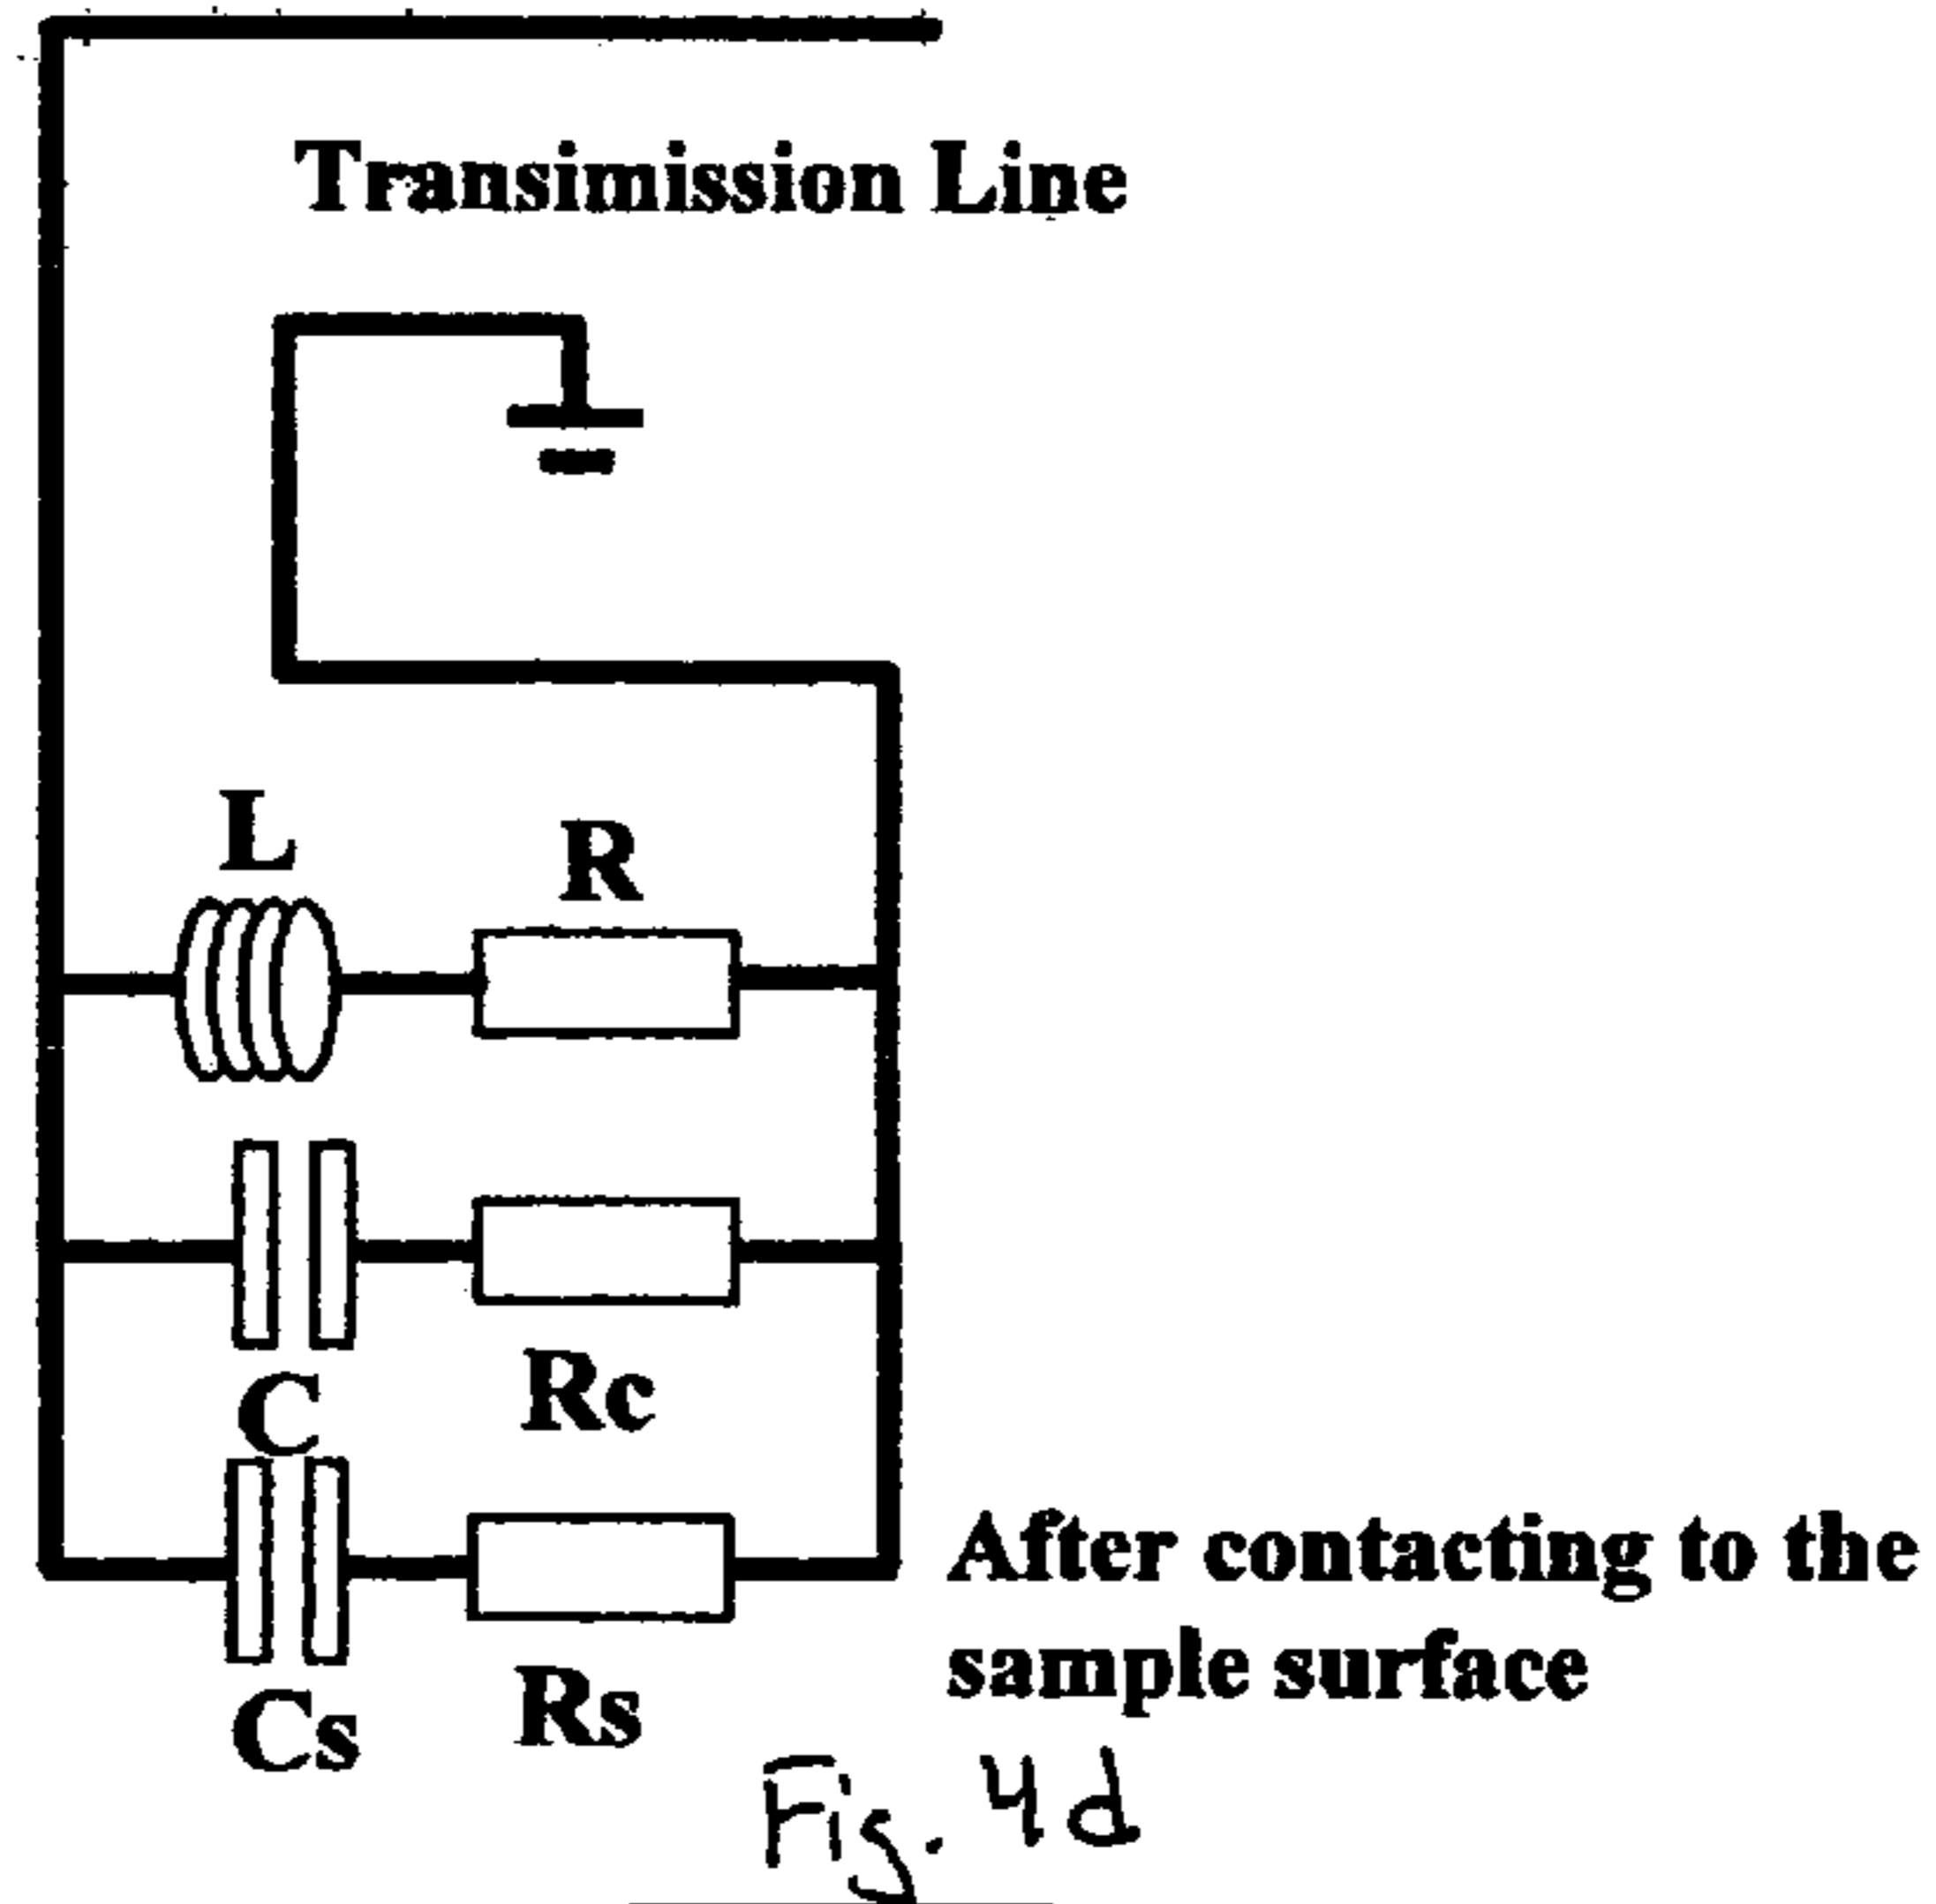 Transimission Line
L
R
C
Rc
Cs
Rs
After contacting to the
sample surface
Fig. 4d